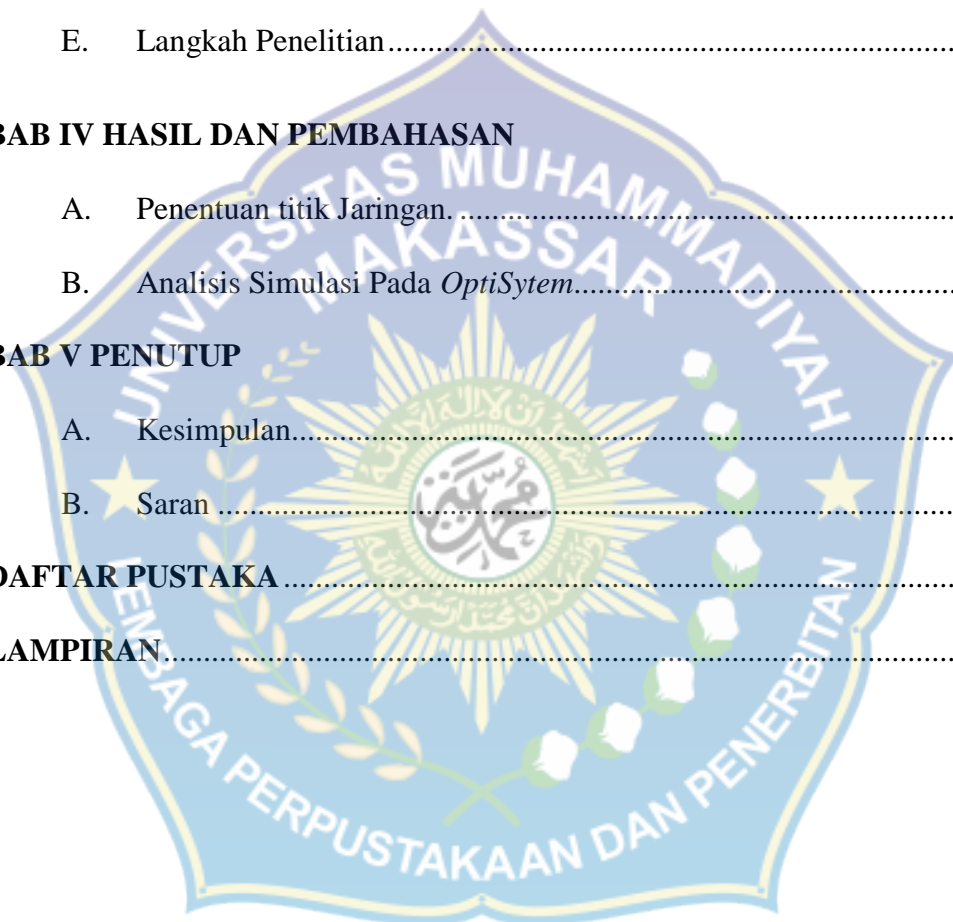 E. Langkah Penelitian........................................
BAB IV HASIL DAN PEMBAHASAN
A. Penentuan titik Jaringan........................................
B. Analisis Simulasi Pada OptiSytem........................................
BAB V PENUTUP
A. Kesimpulan........................................
B. Saran ........................................
DAFTAR PUSTAKA ........................................
LAMPIRAN........................................
UNIVERSITAS MUHAMMADIYAH
MAKASSAR
LEMBAGA PERPUSTAKAAN DAN PENERBITAN